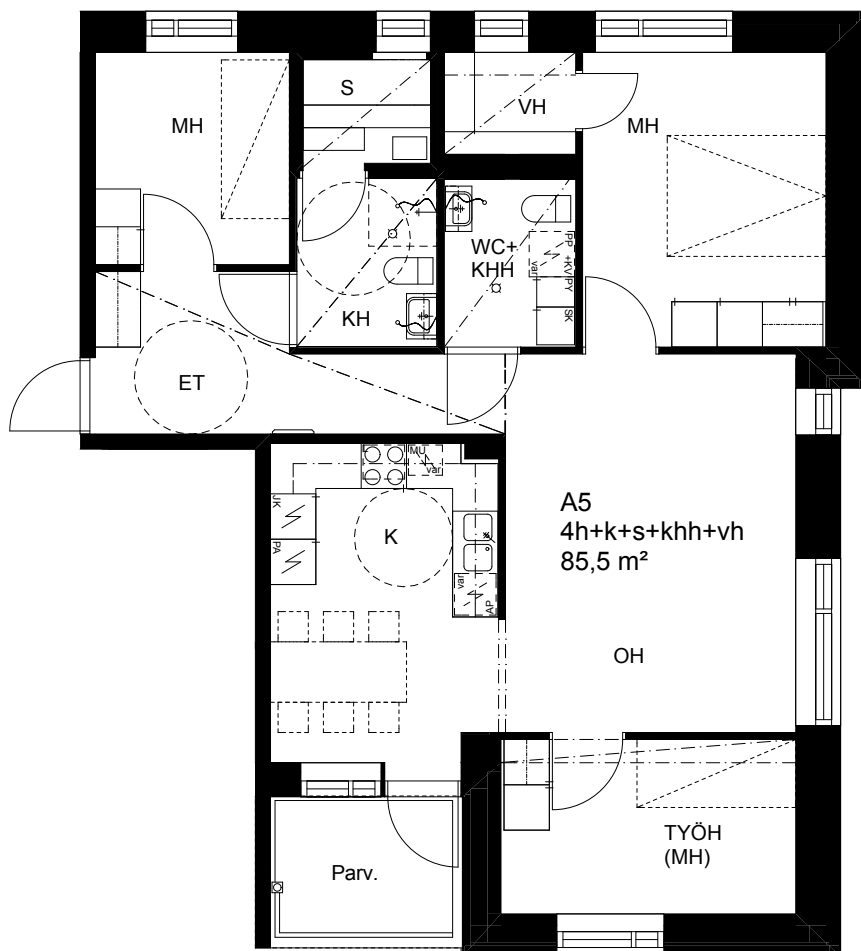 S
MH
VH
MH
WC+
KHH
PP
+KV/PY
var
SK
KH
ET
MU
var
JK
K
PA
var
AP
A5
4h+k+s+khh+vh
85,5 m²
OH
TYÖH
(MH)
Parv.